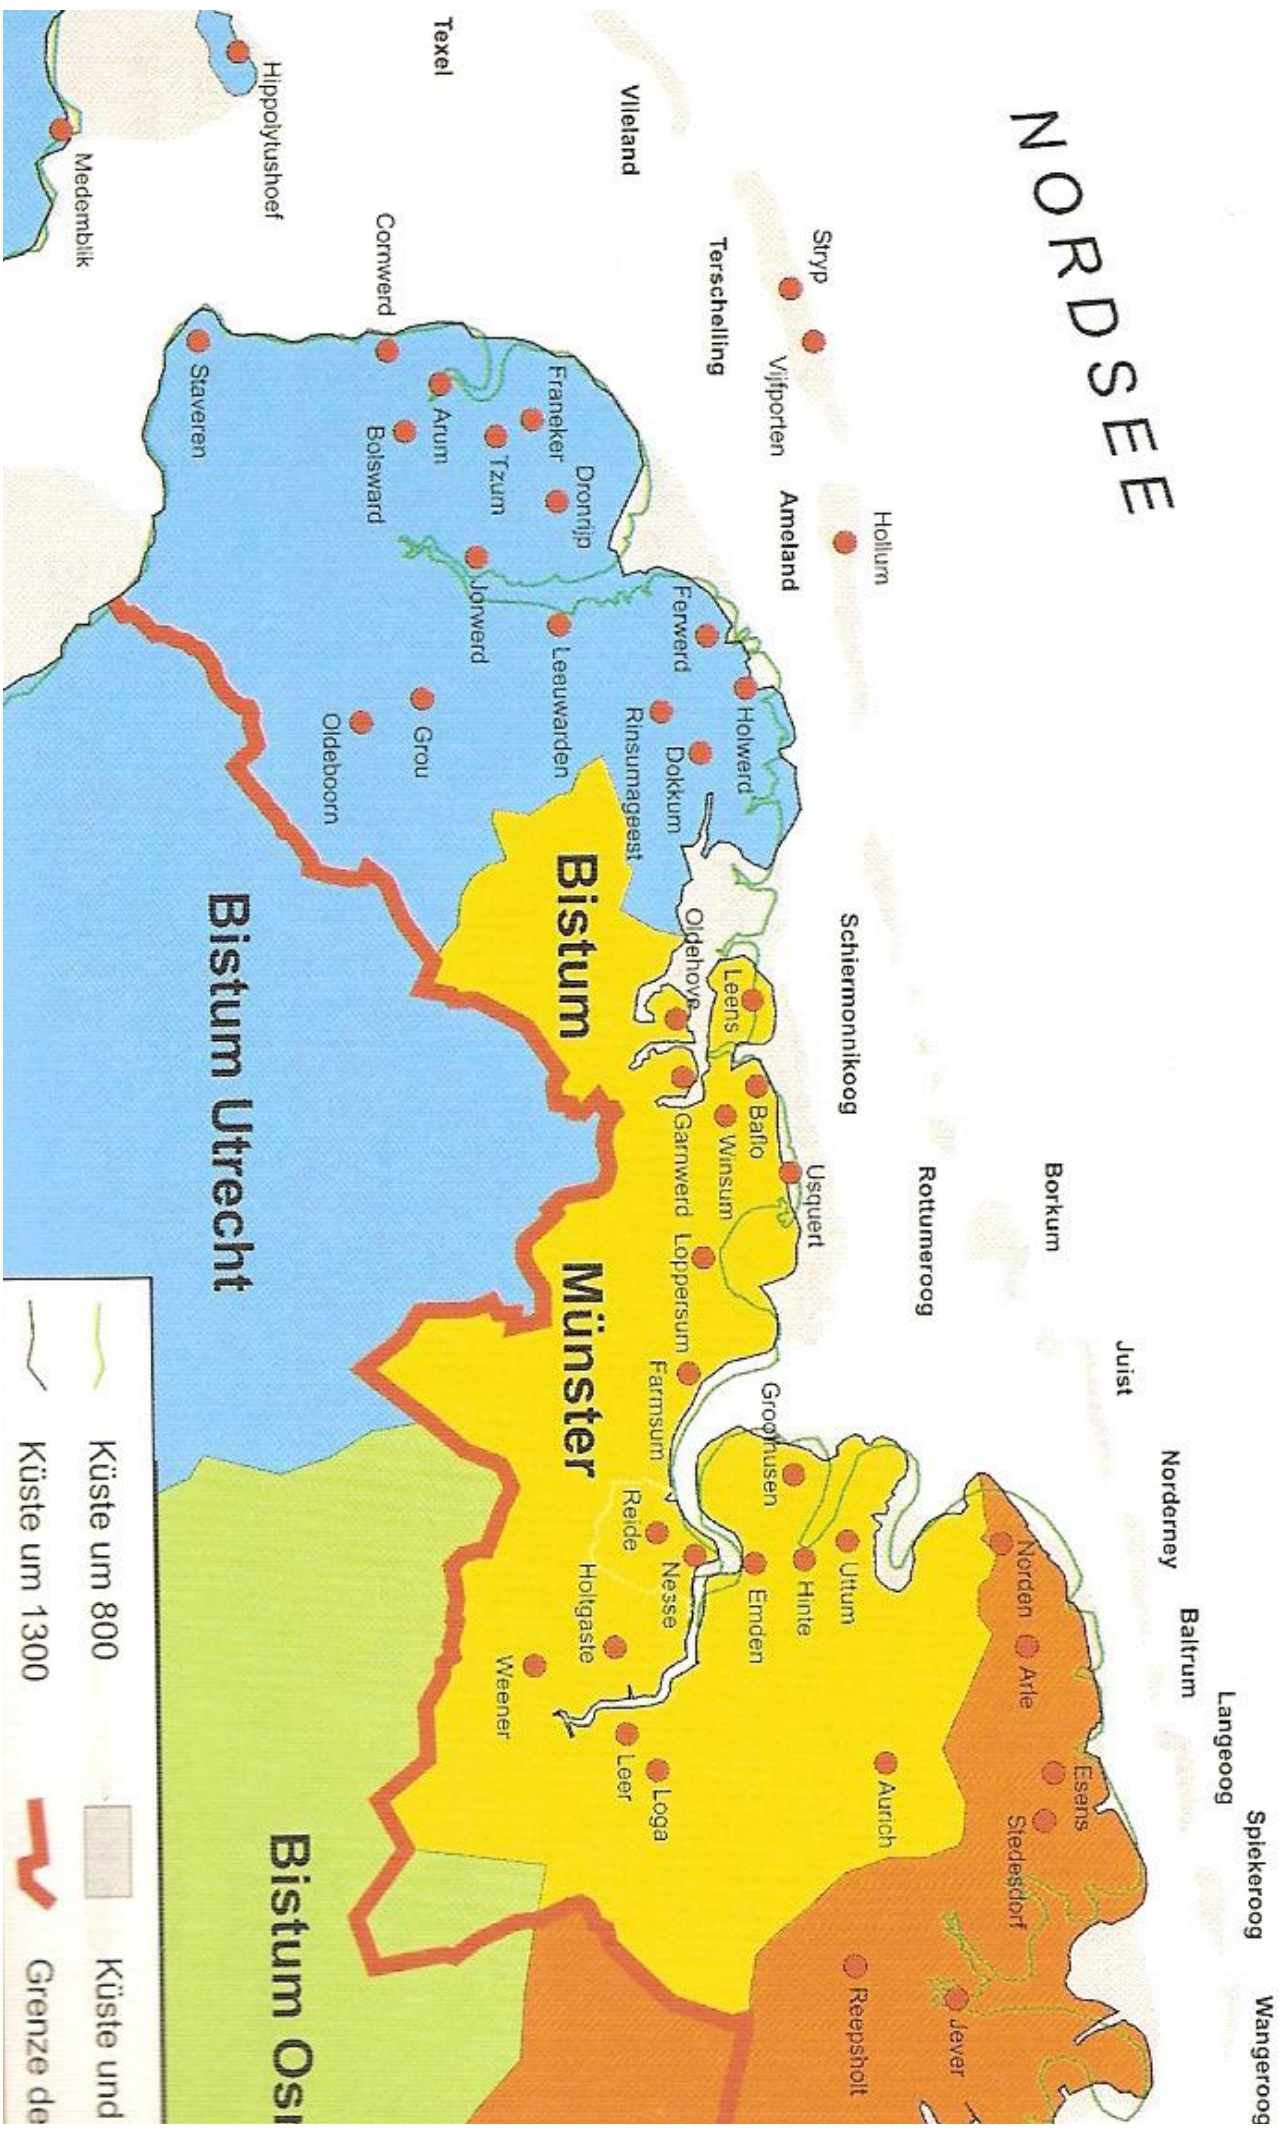 NORDSEE
Texel
Vlieland
Terschelling
Stryp
Vijfporten
Ameland
Hollum
Schiermonnikoog
Rottumeroog
Borkum
Juist
Norderney
Baltrum
Langeoog
Spiekeroog
Wangeroog
Hippolytushoef
Medemblik
Cornwerd
Staveren
Arum
Bolsward
Franeker
Tzum
Dronrijp
Jorwerd
Leeuwarden
Ferwerd
Holwerd
Rinsumageest
Dokkum
Grou
Oldeboorn
Bistum
Münster
Bistum Utrecht
Oldehove
Leens
Baflo
Winsum
Garnwerd
Usquert
Loppersum
Farmsum
Groothusen
Reide
Nesse
Holtgaste
Weener
Emden
Hinte
Uttum
Norden
Arle
Esens
Stedesdorf
Aurich
Leer
Loga
Reepsholt
Jever
Bistum Osn
Küste um 800
Küste um 1300
Küste und
Grenze de